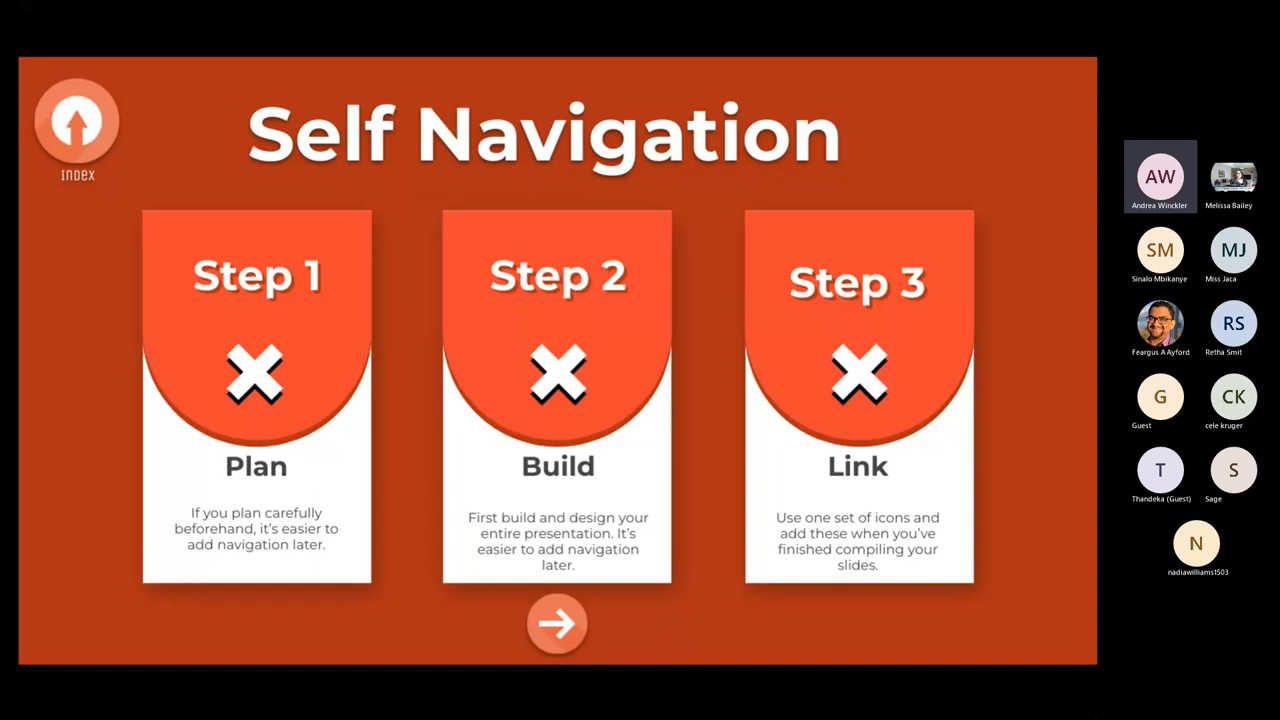 Self Navigation
Index
Step 1
Plan
If you plan carefully
beforehand, it's easier to
add navigation later.
Step 2
Build
First build and design your
entire presentation. It's
easier to add navigation
later.
Step 3
Link
Use one set of icons and
add these when you've
finished compiling your
slides.
AW
Andrea Winckler
Melissa Bailey
SM
Sinalo Mbikanye
MJ
Miss Jaca
Feargus A Ayford
RS
Retha Smit
G
Guest
CK
cele kruger
T
Thandeka (Guest)
S
Sage
N
nadiawilliams1503